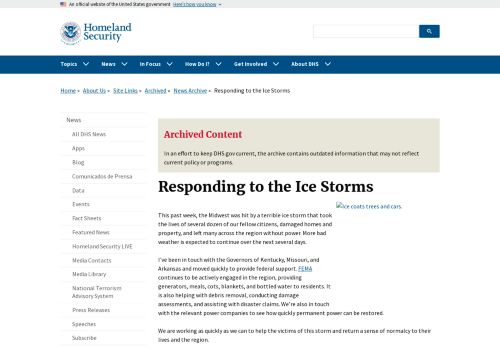 An official website of the United States government Here's how you know
Homeland
Security
Topics News In Focus How Do I? Get Involved About DHS
Home » About Us » Site Links » Archived » News Archive » Responding to the Ice Storms
News
All DHS News
Apps
Blog
Comunicados de Prensa
Data
Events
Fact Sheets
Featured News
Homeland Security LIVE
Media Contacts
Media Library
National Terrorism
Advisory System
Press Releases
Speeches
Subscribe
Archived Content
In an effort to keep DHS.gov current, the archive contains outdated information that may not reflect
current policy or programs.
Responding to the Ice Storms
Ice coats trees and cars.
This past week, the Midwest was hit by a terrible ice storm that took
the lives of several dozen of our fellow citizens, damaged homes and
property, and left many across the region without power. More bad
weather is expected to continue over the next several days.
I've been in touch with the Governors of Kentucky, Missouri, and
Arkansas and moved quickly to provide federal support. FEMA
continues to be actively engaged in the region, providing
generators, meals, cots, blankets, and bottled water to residents. It
is also helping with debris removal, conducting damage
assessments, and assisting with disaster claims. We're also in touch
with the relevant power companies to see how quickly permanent power can be restored.
We are working as quickly as we can to help the victims of this storm and return a sense of normalcy to their
lives and the region.